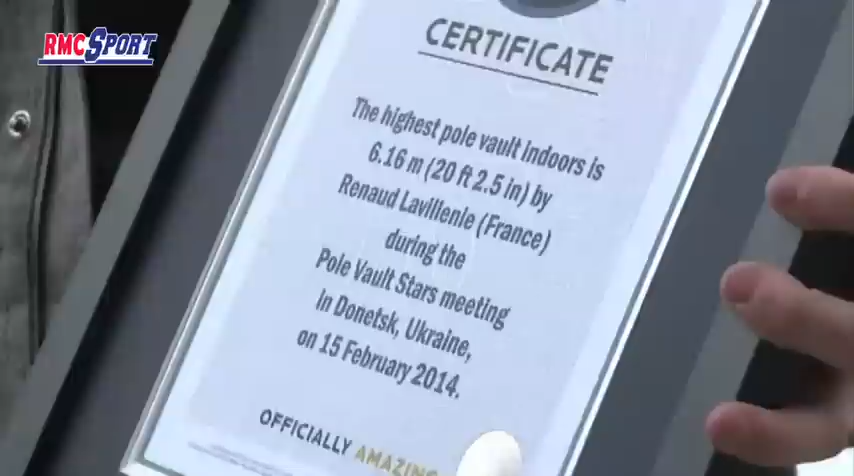 RMC SPORT
CERTIFICATE
The highest pole vault indoors is
6.16 m (20 ft 2.5 in) by
Renaud Lavillenie (France)
during the
Pole Vault Stars meeting
in Donetsk, Ukraine,
on 15 February 2014.
OFFICIALLY AMAZING